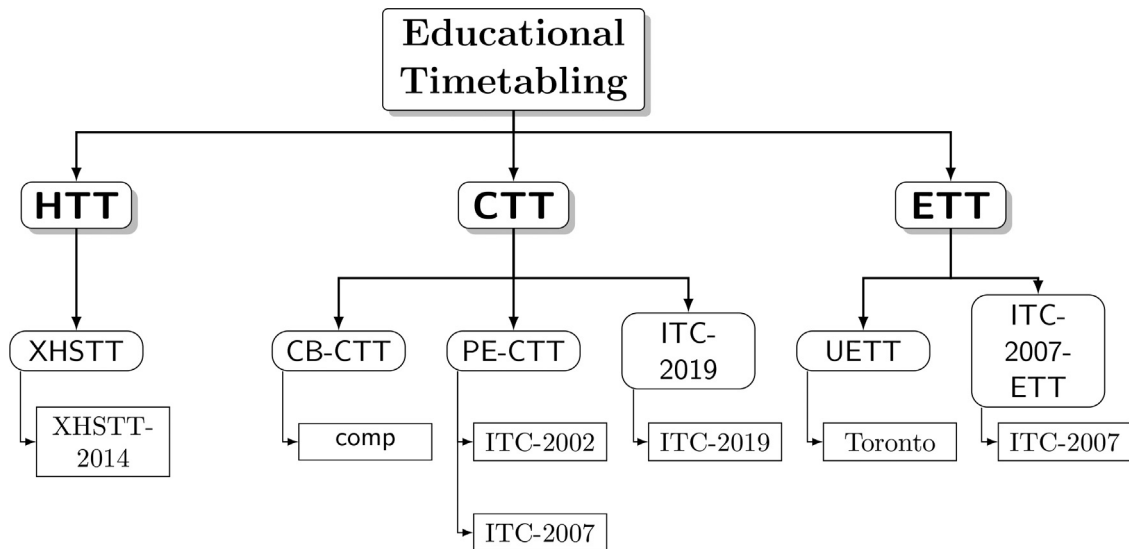 Educational
Timetabling
HTT
CTT
ETT
XHSTT
CB-CTT
PE-CTT
ITC-
2019
UETT
ITC-
2007-
ETT
XHSTT-
2014
comp
ITC-2002
ITC-2019
Toronto
ITC-2007
ITC-2007